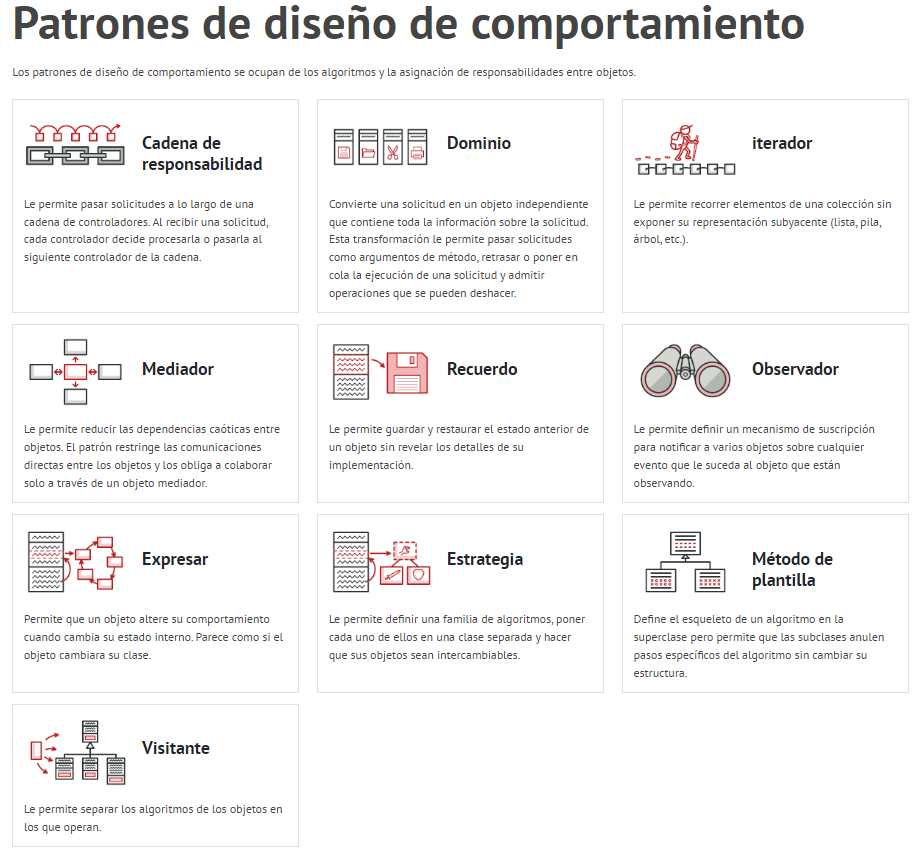 Patrones de diseño de comportamiento
Los patrones de diseño de comportamiento se ocupan de los algoritmos y la asignación de responsabilidades entre objetos.
Cadena de
responsabilidad
Le permite pasar solicitudes a lo largo de una
cadena de controladores. Al recibir una solicitud,
cada controlador decide procesarla o pasarla al
siguiente controlador de la cadena.
Dominio
Convierte una solicitud en un objeto independiente
que contiene toda la información sobre la solicitud.
Esta transformación le permite pasar solicitudes
como argumentos de método, retrasar o poner en
cola la ejecución de una solicitud y admitir
operaciones que se pueden deshacer.
iterador
Le permite recorrer elementos de una colección sin
exponer su representación subyacente (lista, pila,
árbol, etc.).
Mediador
Le permite reducir las dependencias caóticas entre
objetos. El patrón restringe las comunicaciones
directas entre los objetos y los obliga a colaborar
solo a través de un objeto mediador.
Recuerdo
Le permite guardar y restaurar el estado anterior de
un objeto sin revelar los detalles de su
implementación.
Observador
Le permite definir un mecanismo de suscripción
para notificar a varios objetos sobre cualquier
evento que le suceda al objeto que están
observando.
Expresar
Permite que un objeto altere su comportamiento
cuando cambia su estado interno. Parece como si el
objeto cambiara su clase.
Estrategia
Le permite definir una familia de algoritmos, poner
cada uno de ellos en una clase separada y hacer
que sus objetos sean intercambiables.
Método de
plantilla
Define el esqueleto de un algoritmo en la
superclase pero permite que las subclases anulen
pasos específicos del algoritmo sin cambiar su
estructura.
Visitante
Le permite separar los algoritmos de los objetos en
los que operan.